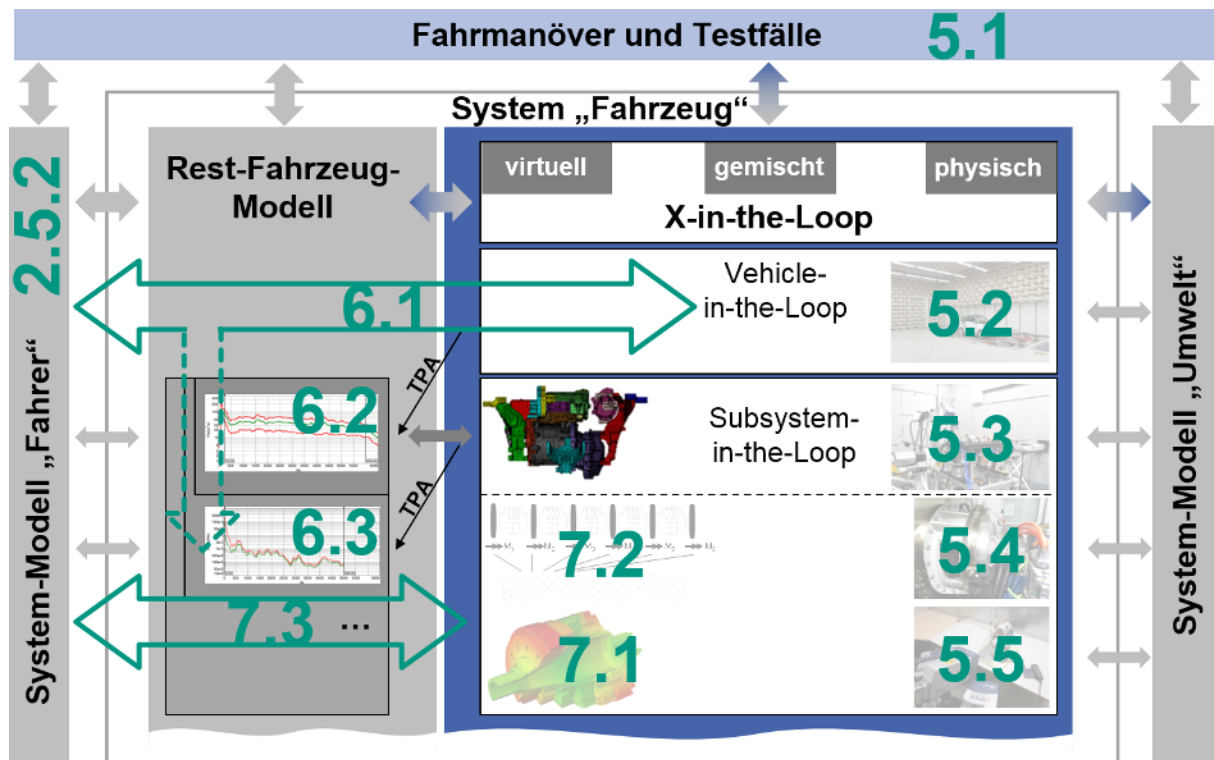 Fahrmanöver und Testfälle 5.1
System „Fahrzeug“
2.5.2
System-Modell „Fahrer“
Rest-Fahrzeug-
Modell
virtuell
gemischt
physisch
X-in-the-Loop
6.1
Vehicle-
in-the-Loop
5.2
TPA
6.2
Subsystem-
in-the-Loop
5.3
TPA
6.3
7.2
5.4
7.3
...
7.1
5.5
System-Modell „Umwelt“